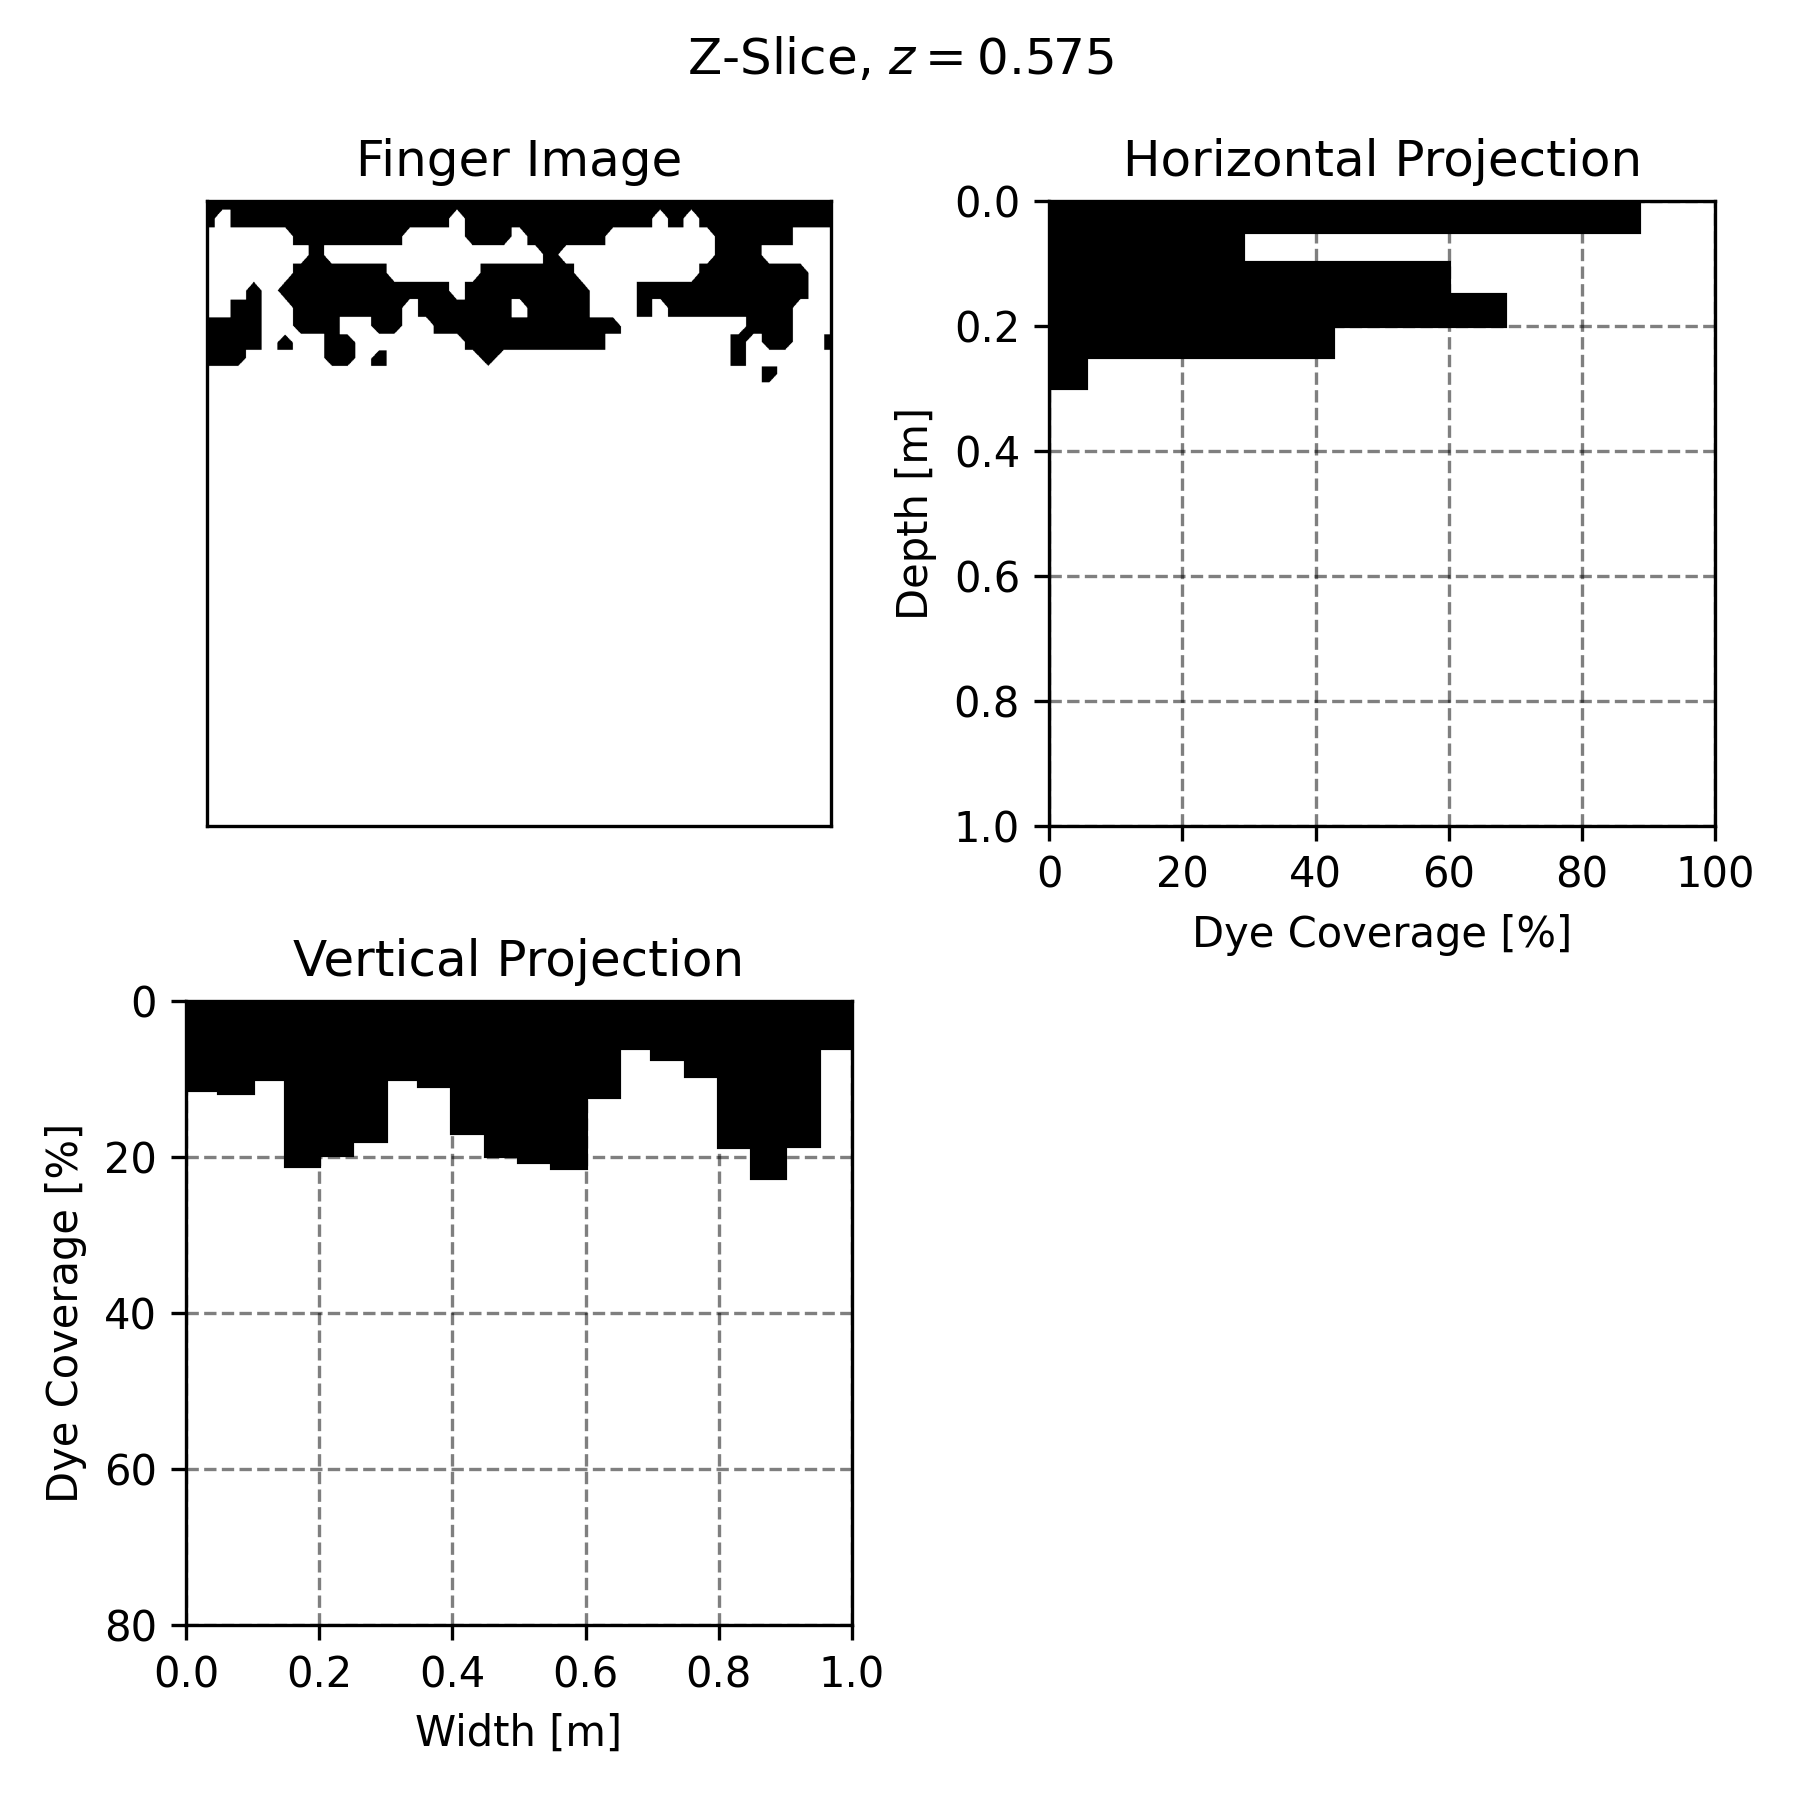 Z-Slice, z = 0.575
Finger Image
Horizontal Projection
0.0
0.2
0.4
0.6
0.8
1.0
Depth [m]
0 20 40 60 80 100
Dye Coverage [%]
Vertical Projection
0
20
40
60
80
Dye Coverage [%]
0.0 0.2 0.4 0.6 0.8 1.0
Width [m]